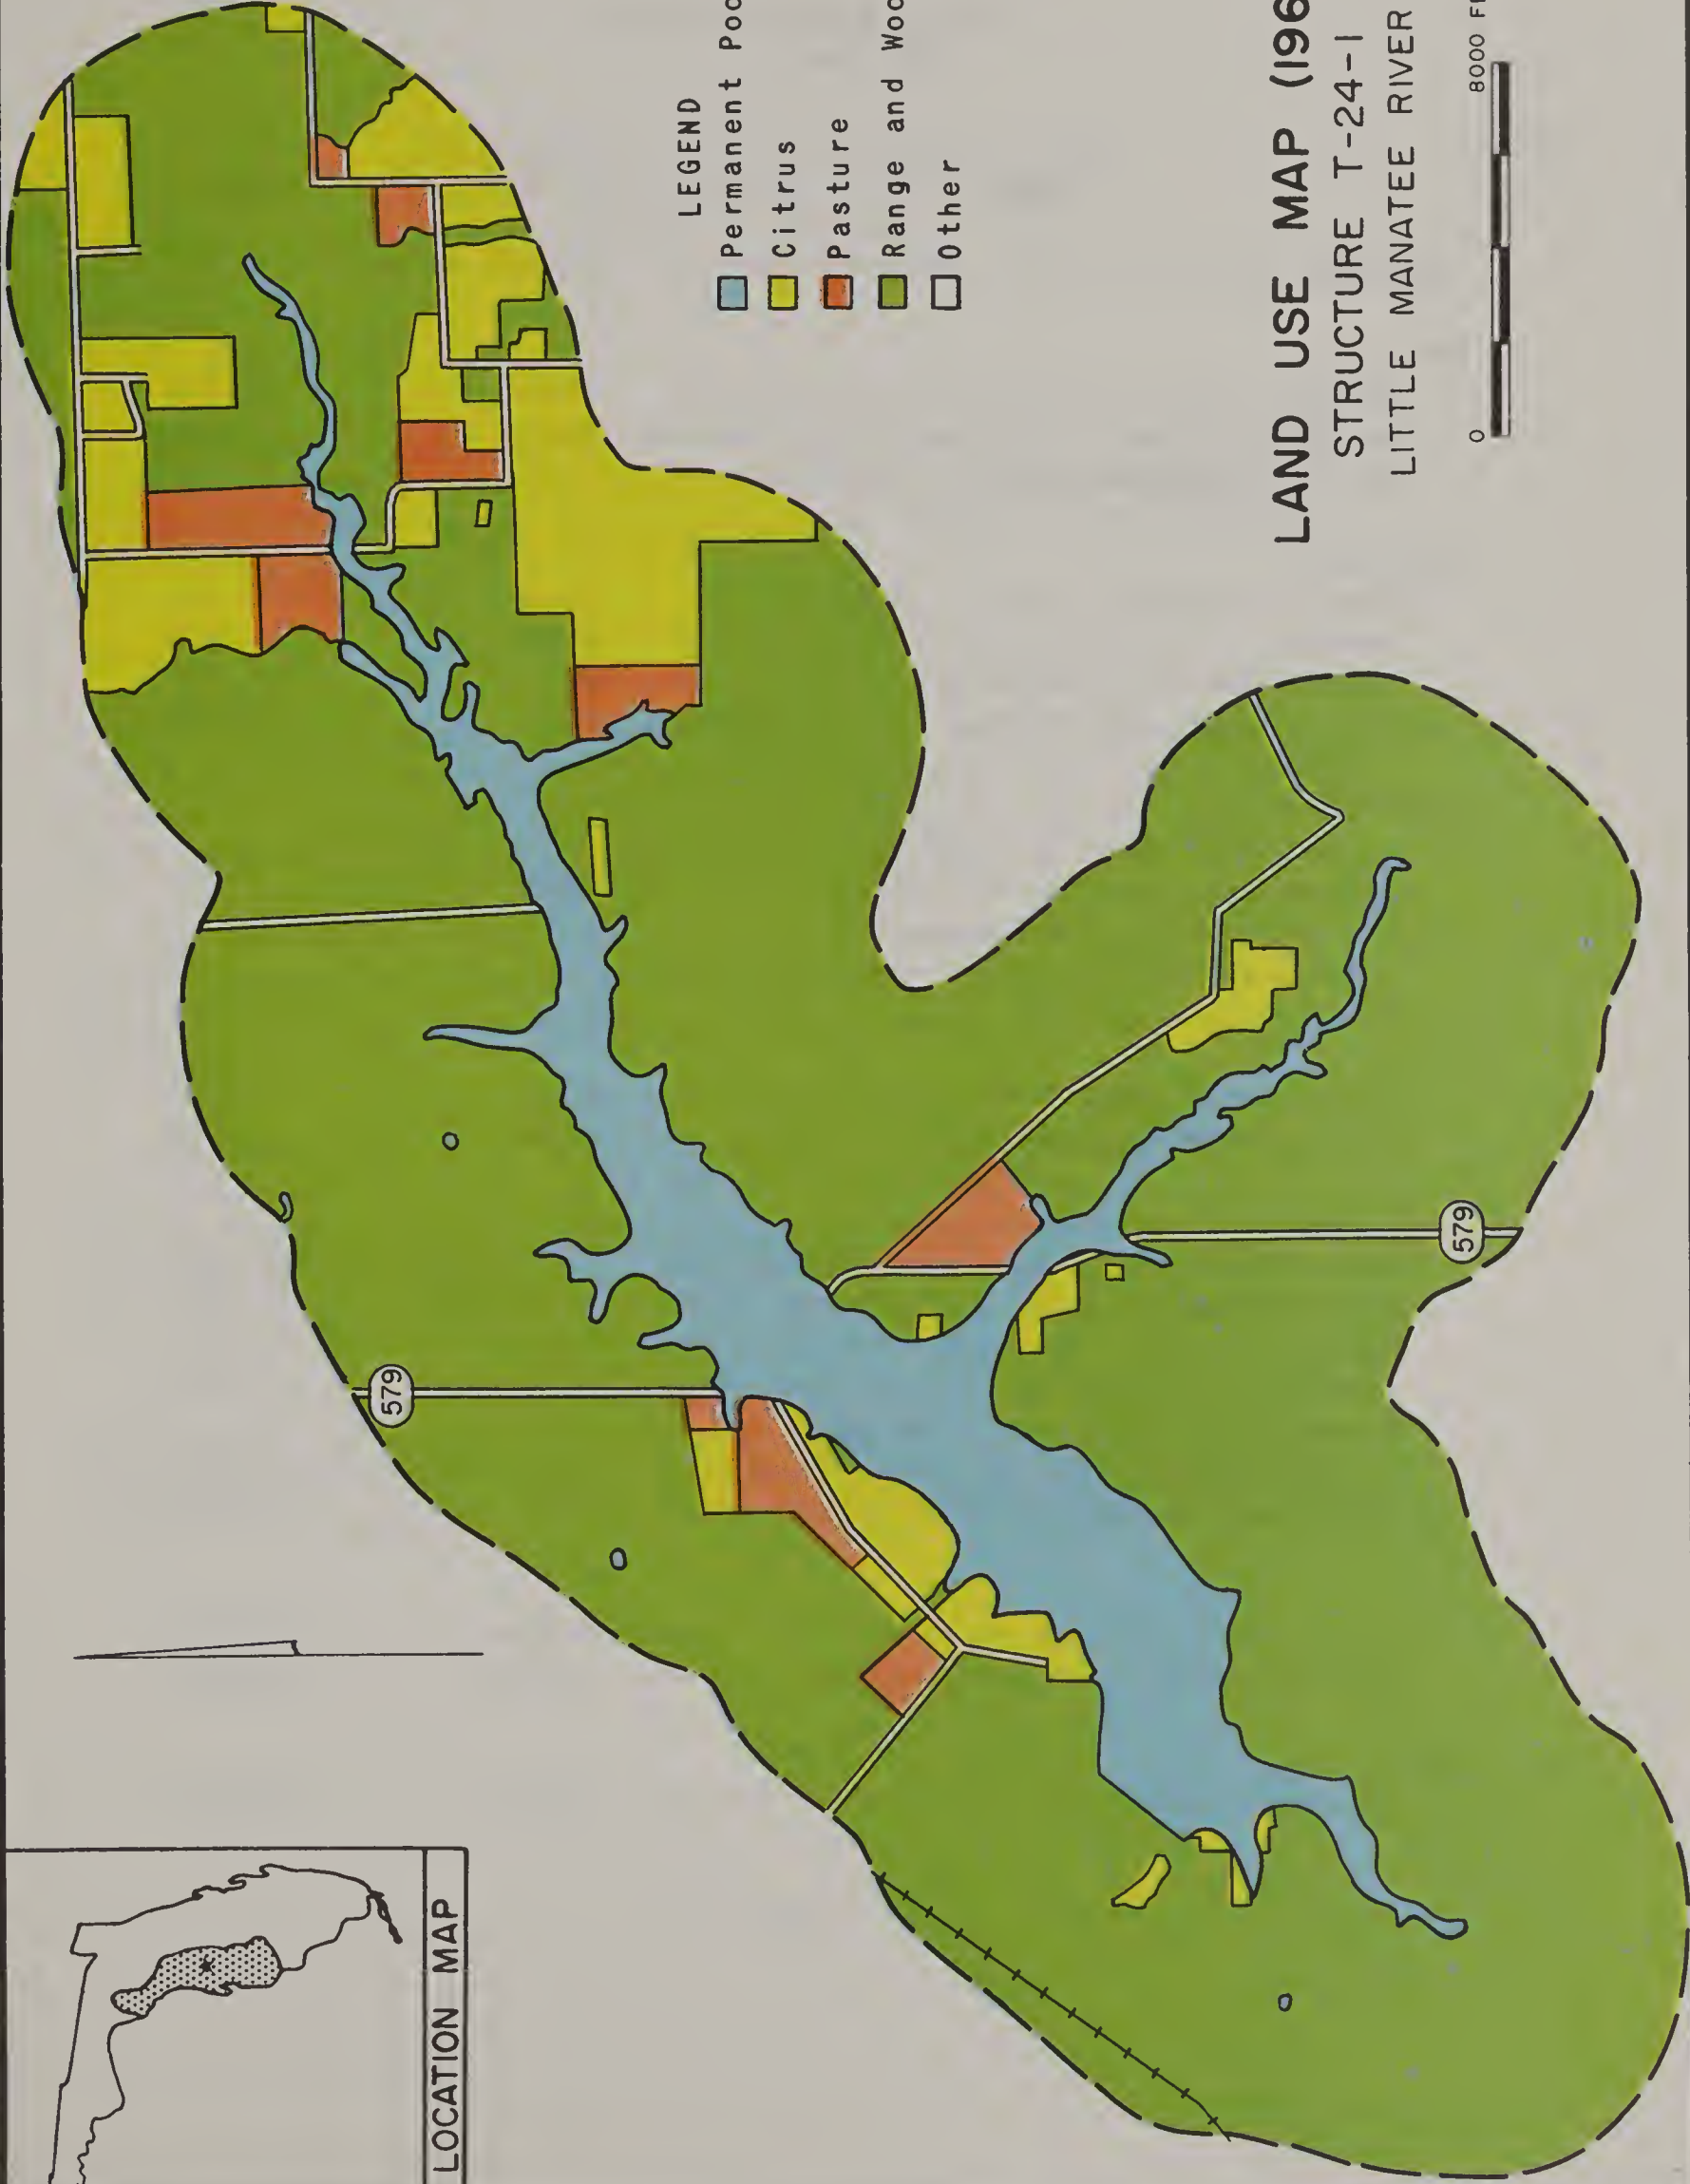 LEGEND
Permanent Poo
Citrus
Pasture
Range and Woo
Other
LAND USE MAP (196
STRUCTURE T-24-1
LITTLE MANATEE RIVER
0 8000 F
579
579
LOCATION MAP